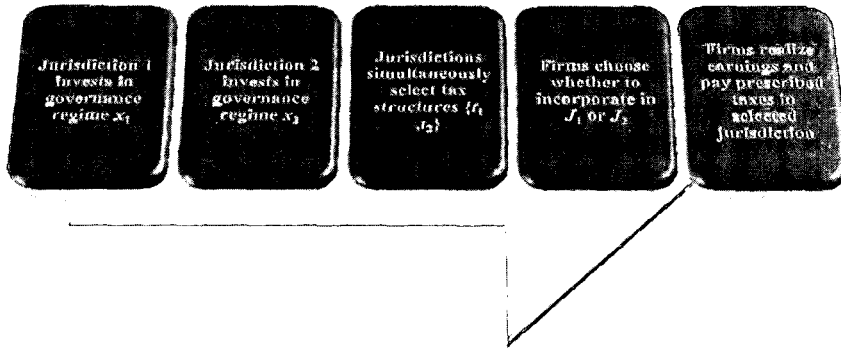 Jurisdiction 1
Invests in
governance
regime x₁
Jurisdiction 2
Invests in
governance
regime x₂
Jurisdictions
simultaneously
select tax
structures {t₁
,t₂}
Firms choose
whether to
incorporate in
J₁ or J₂
Firms realize
earnings and
pay prescribed
taxes in
selected
jurisdiction